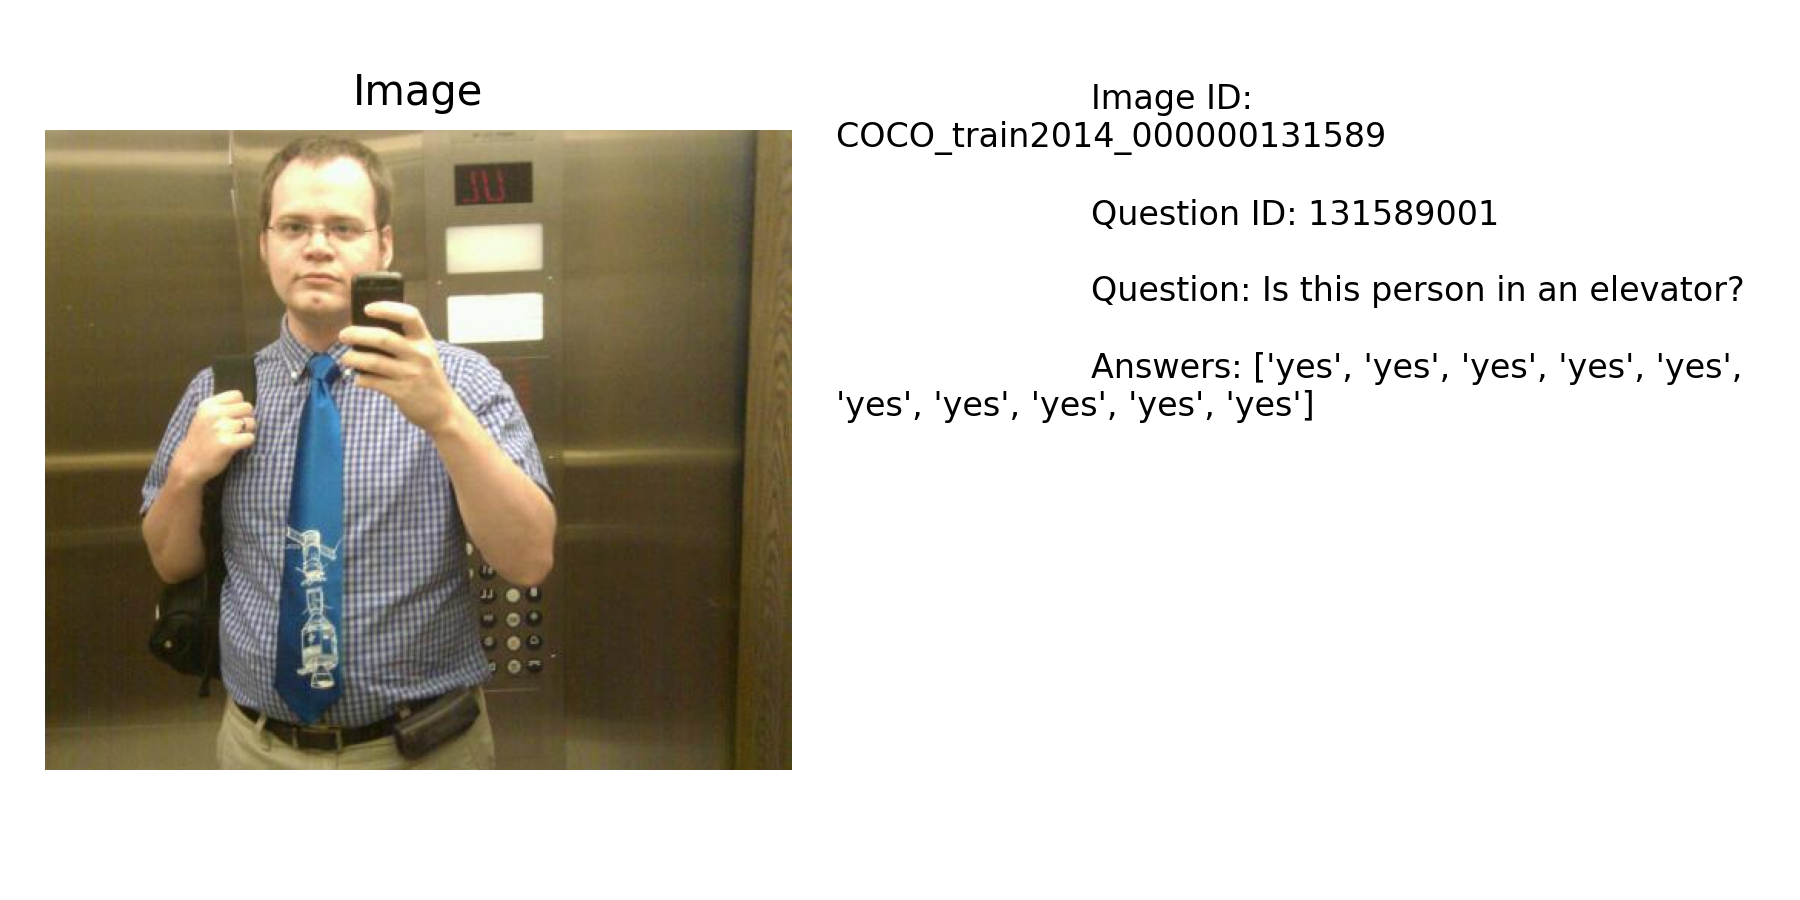 Image
Image ID:
COCO_train2014_000000131589
Question ID: 131589001
Question: Is this person in an elevator?
Answers: ['yes', 'yes', 'yes', 'yes', 'yes',
'yes', 'yes', 'yes', 'yes', 'yes']